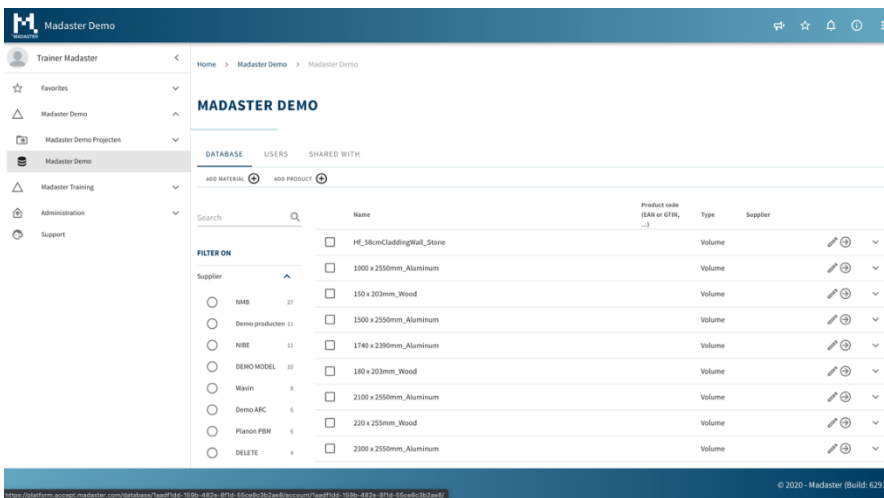 MADASTER
Madaster Demo
Trainer Madaster
Favorites
Madaster Demo
Madaster Demo Projecten
Madaster Demo
Madaster Training
Administration
Support
Home > Madaster Demo > Madaster Demo
MADASTER DEMO
DATABASE USERS SHARED WITH
ADD MATERIAL ADD PRODUCT
Search
FILTER ON
Supplier
NMB 27
Demo producten 11
NIBE 11
DEMO MODEL 10
Wavin 8
Demo ARC 6
Planon PBM 6
DELETE 4
Name Product code (EAN or GTIN, ...) Type Supplier
Hf_58cmCladdingWall_Stone Volume
1000 x 2550mm_Aluminum Volume
150 x 203mm_Wood Volume
1500 x 2550mm_Aluminum Volume
1740 x 2390mm_Aluminum Volume
180 x 203mm_Wood Volume
2100 x 2550mm_Aluminum Volume
220 x 255mm_Wood Volume
2300 x 2550mm_Aluminum Volume
© 2020 - Madaster (Build: 629